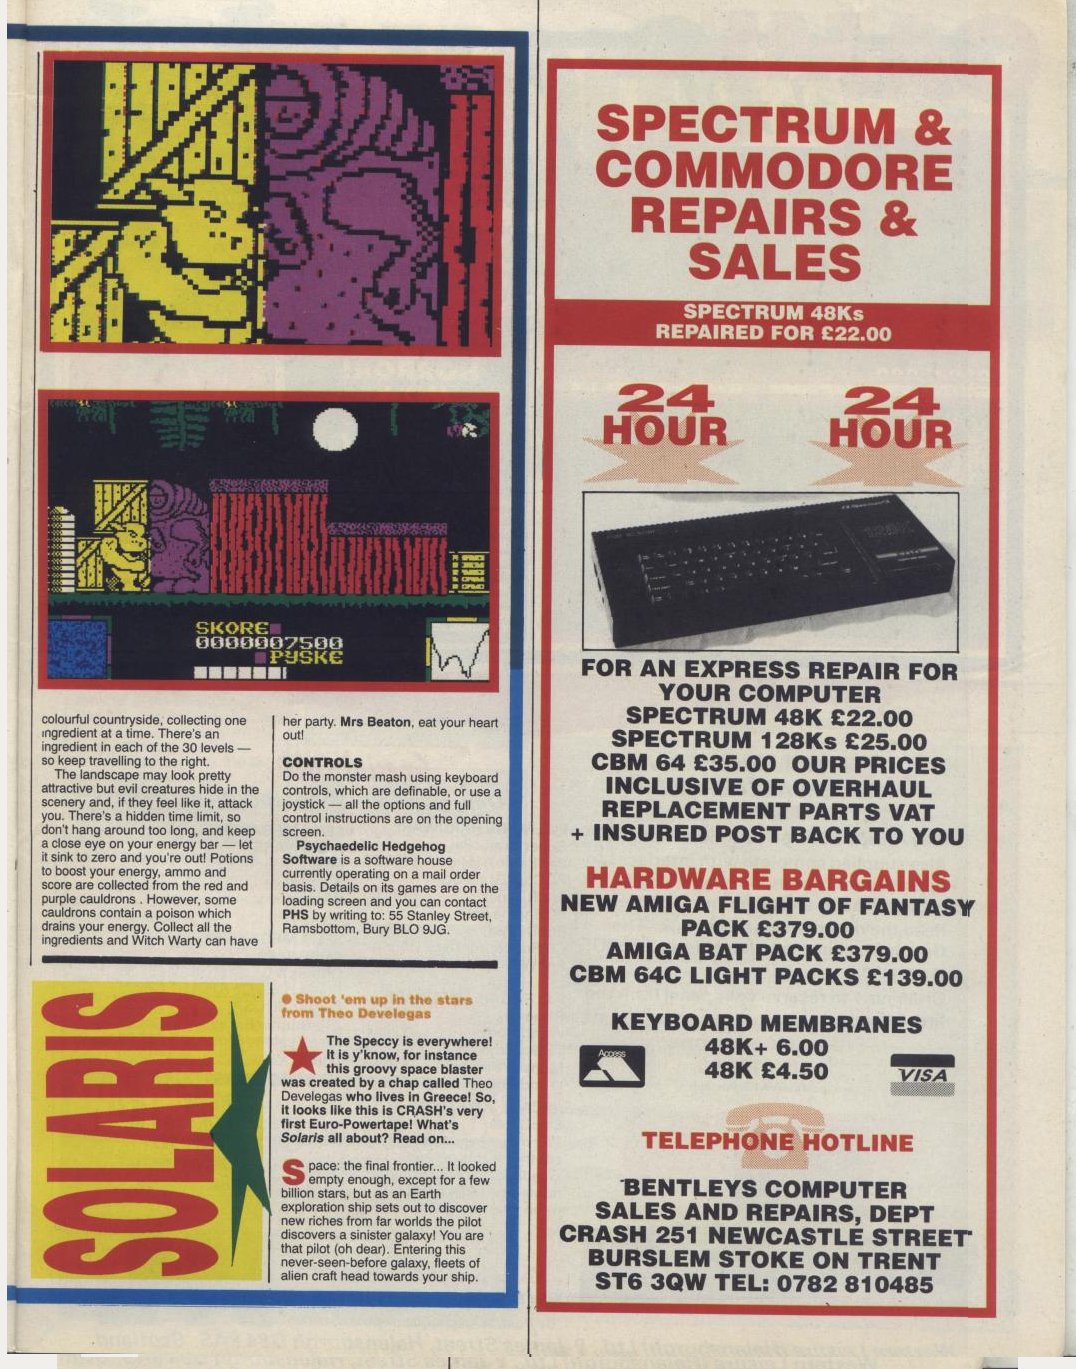 SKORE
0000007500
PYSKE
colourful countryside, collecting one
ingredient at a time. There's an
ingredient in each of the 30 levels —
so keep travelling to the right.
The landscape may look pretty
attractive but evil creatures hide in the
scenery and, if they feel like it, attack
you. There's a hidden time limit, so
don't hang around too long, and keep
a close eye on your energy bar — let
it sink to zero and you're out! Potions
to boost your energy, ammo and
score are collected from the red and
purple cauldrons . However, some
cauldrons contain a poison which
drains your energy. Collect all the
ingredients and Witch Warty can have
her party. Mrs Beaton, eat your heart
out!
CONTROLS
Do the monster mash using keyboard
controls, which are definable, or use a
joystick — all the options and full
control instructions are on the opening
screen.
Psychaedelic Hedgehog
Software is a software house
currently operating on a mail order
basis. Details on its games are on the
loading screen and you can contact
PHS by writing to: 55 Stanley Street,
Ramsbottom, Bury BLO 9JG.
SOLARIS
● Shoot 'em up in the stars
from Theo Develegas
The Speccy is everywhere!
It is y'know, for instance
this groovy space blaster
was created by a chap called Theo
Develegas who lives in Greece! So,
it looks like this is CRASH's very
first Euro-Powertape! What's
Solaris all about? Read on...
Space: the final frontier... It looked
empty enough, except for a few
billion stars, but as an Earth
exploration ship sets out to discover
new riches from far worlds the pilot
discovers a sinister galaxy! You are
that pilot (oh dear). Entering this
never-seen-before galaxy, fleets of
alien craft head towards your ship.
SPECTRUM &
COMMODORE
REPAIRS &
SALES
SPECTRUM 48Ks
REPAIRED FOR £22.00
24
HOUR
24
HOUR
FOR AN EXPRESS REPAIR FOR
YOUR COMPUTER
SPECTRUM 48K £22.00
SPECTRUM 128Ks £25.00
CBM 64 £35.00 OUR PRICES
INCLUSIVE OF OVERHAUL
REPLACEMENT PARTS VAT
+ INSURED POST BACK TO YOU
HARDWARE BARGAINS
NEW AMIGA FLIGHT OF FANTASY
PACK £379.00
AMIGA BAT PACK £379.00
CBM 64C LIGHT PACKS £139.00
KEYBOARD MEMBRANES
48K+ 6.00
48K £4.50
Access
VISA
TELEPHONE HOTLINE
BENTLEYS COMPUTER
SALES AND REPAIRS, DEPT
CRASH 251 NEWCASTLE STREET
BURSLEM STOKE ON TRENT
ST6 3QW TEL: 0782 810485